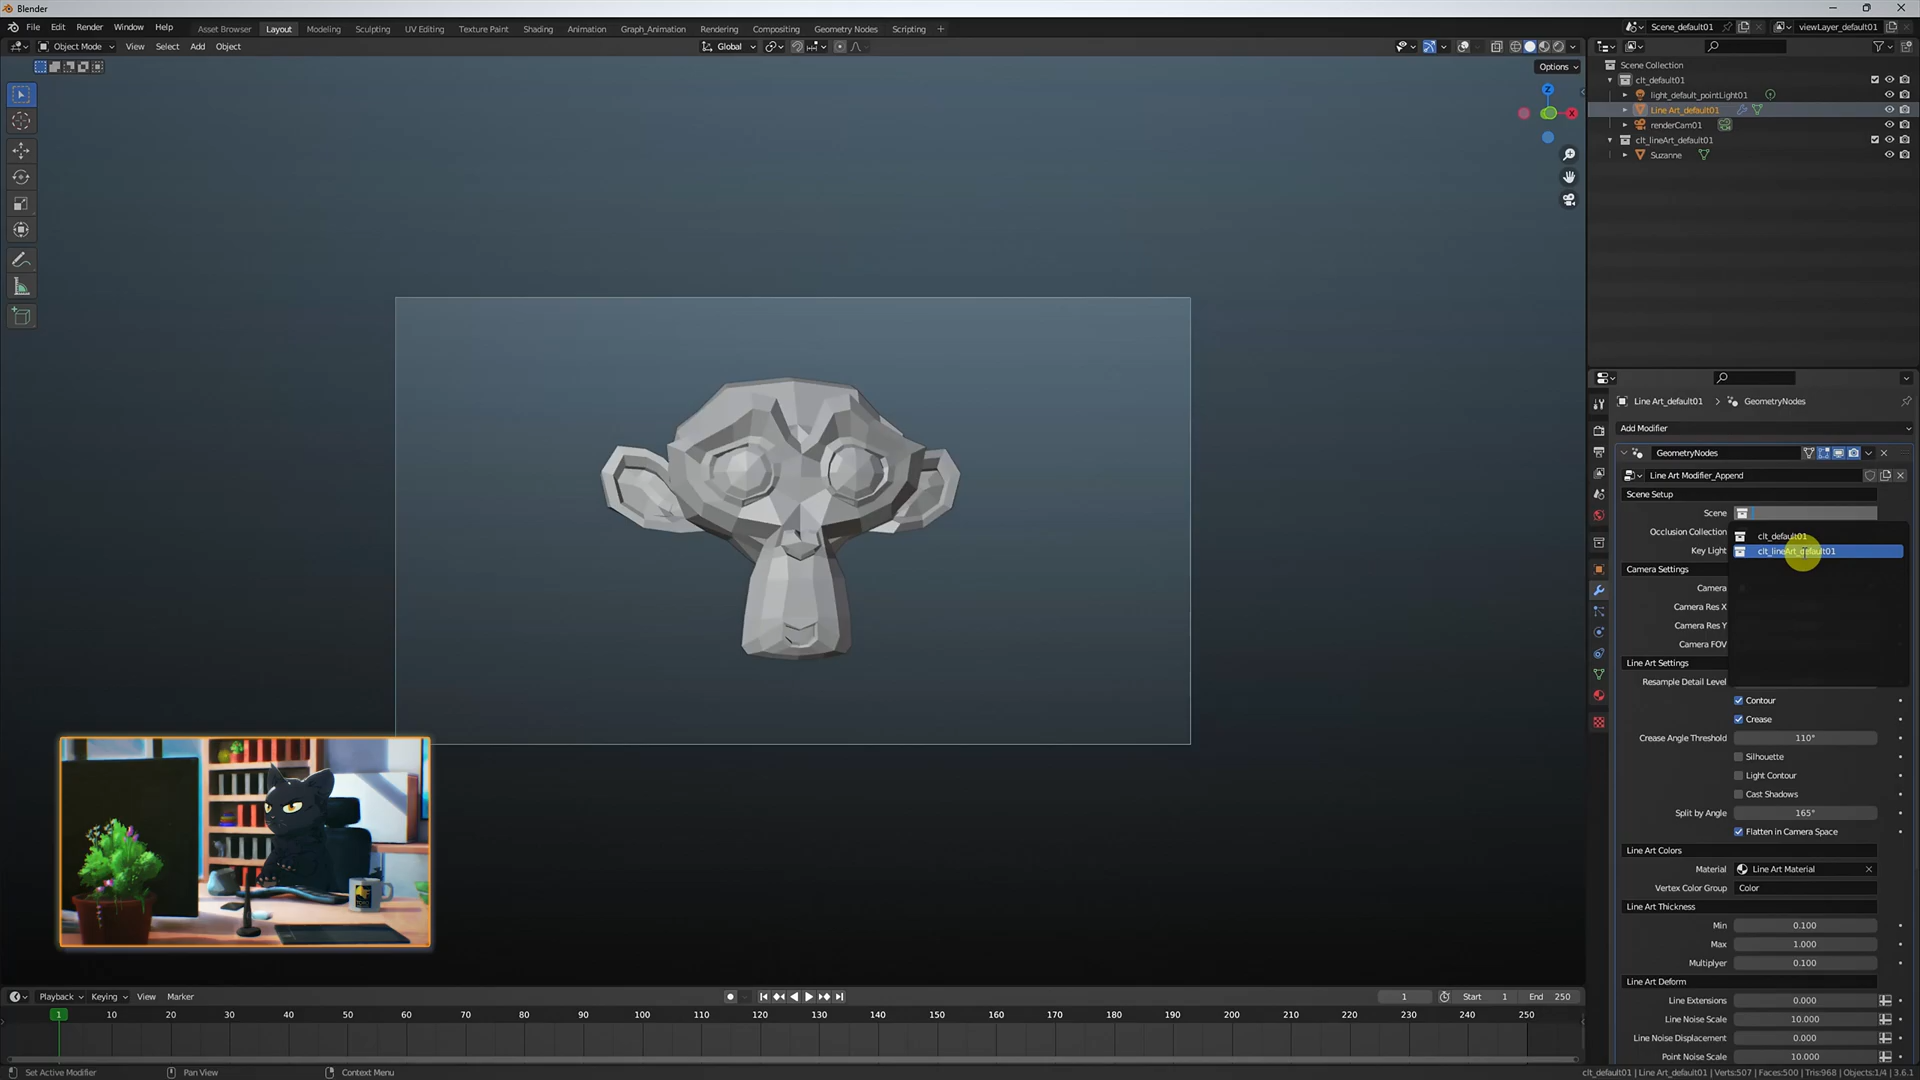 Blender
File Edit Render Window Help
Asset Browser Layout Modeling Sculpting UV Editing Texture Paint Shading Animation Graph_Animation Rendering Compositing Geometry Nodes Scripting
Scene_default01
viewLayer_default01
Object Mode View Select Add Object
Global
Options
Z
X
Scene Collection
clt_default01
light_default_pointLight01
Line Art_default01
renderCam01
clt_lineArt_default01
Suzanne
Line Art_default01 > GeometryNodes
Add Modifier
GeometryNodes
Line Art Modifier_Append
Scene Setup
Scene
Occlusion Collection
clt_default01
Key Light
clt_lineArt_default01
Camera Settings
Camera
Camera Res X
Camera Res Y
Camera FOV
Line Art Settings
Resample Detail Level
Contour
Crease
Crease Angle Threshold 110°
Silhouette
Light Contour
Cast Shadows
Split by Angle 165°
Flatten in Camera Space
Line Art Colors
Material Line Art Material
Vertex Color Group Color
Line Art Thickness
Min 0.100
Max 1.000
Multiplyer 0.100
Line Art Deform
Line Extensions 0.000
Line Noise Scale 10.000
Line Noise Displacement 0.000
Point Noise Scale 10.000
Playback Keying View Marker
1 Start 1 End 250
1 10 20 30 40 50 60 70 80 90 100 110 120 130 140 150 160 170 180 190 200 210 220 230 240 250
Set Active Modifier Pan View Context Menu
clt_default01 | Line Art_default01 | Verts:507 | Faces:500 | Tris:968 | Objects:1/4 | 3.6.1